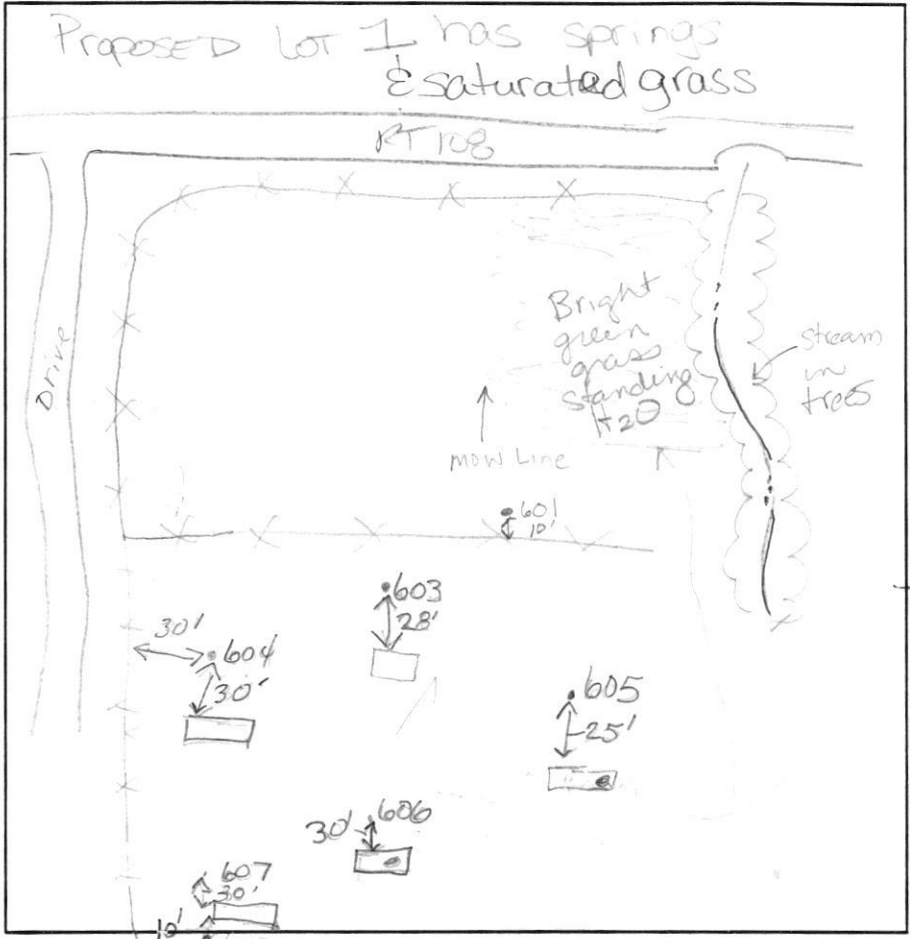 PROPOSED LOT 1 has springs
& saturated grass
RT 108
Bright
green
grass
standing
H2O
stream
in
trees
Drive
MOW Line
601
10'
603
28'
30'
604
30'
605
25'
606
30'
607
30'
10'